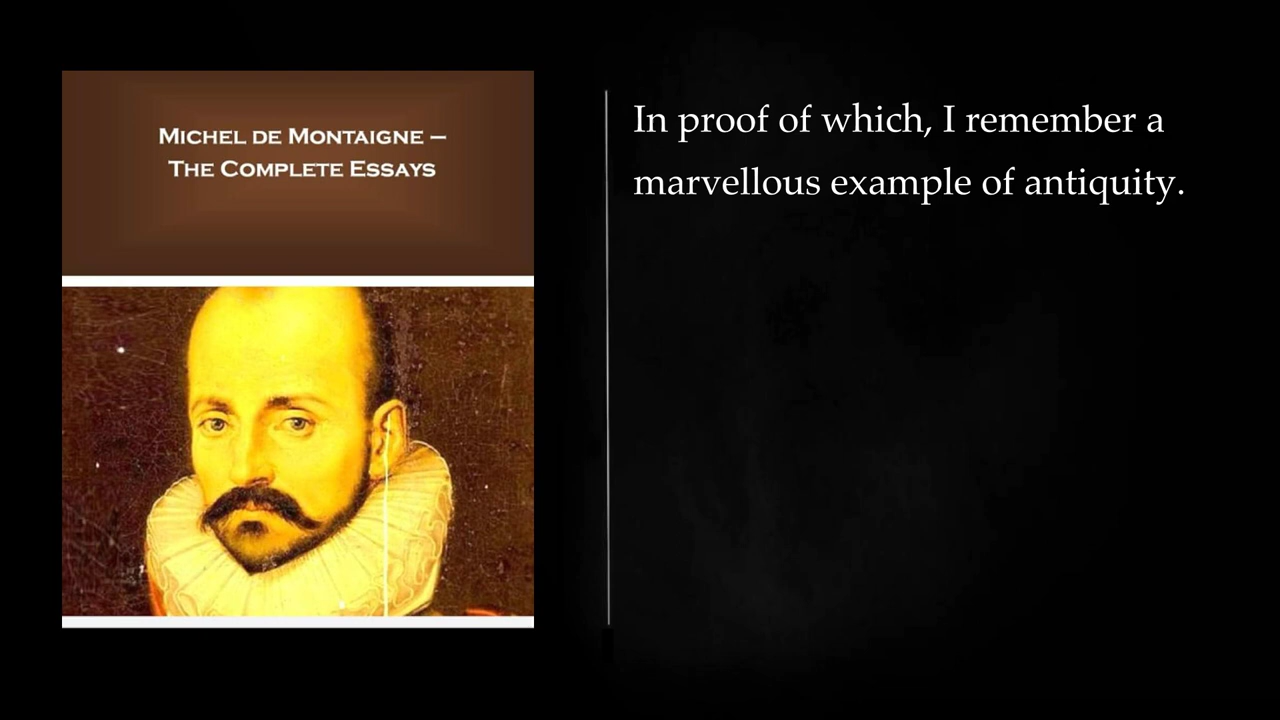 MICHEL DE MONTAIGNE –
THE COMPLETE ESSAYS
In proof of which, I remember a
marvellous example of antiquity.